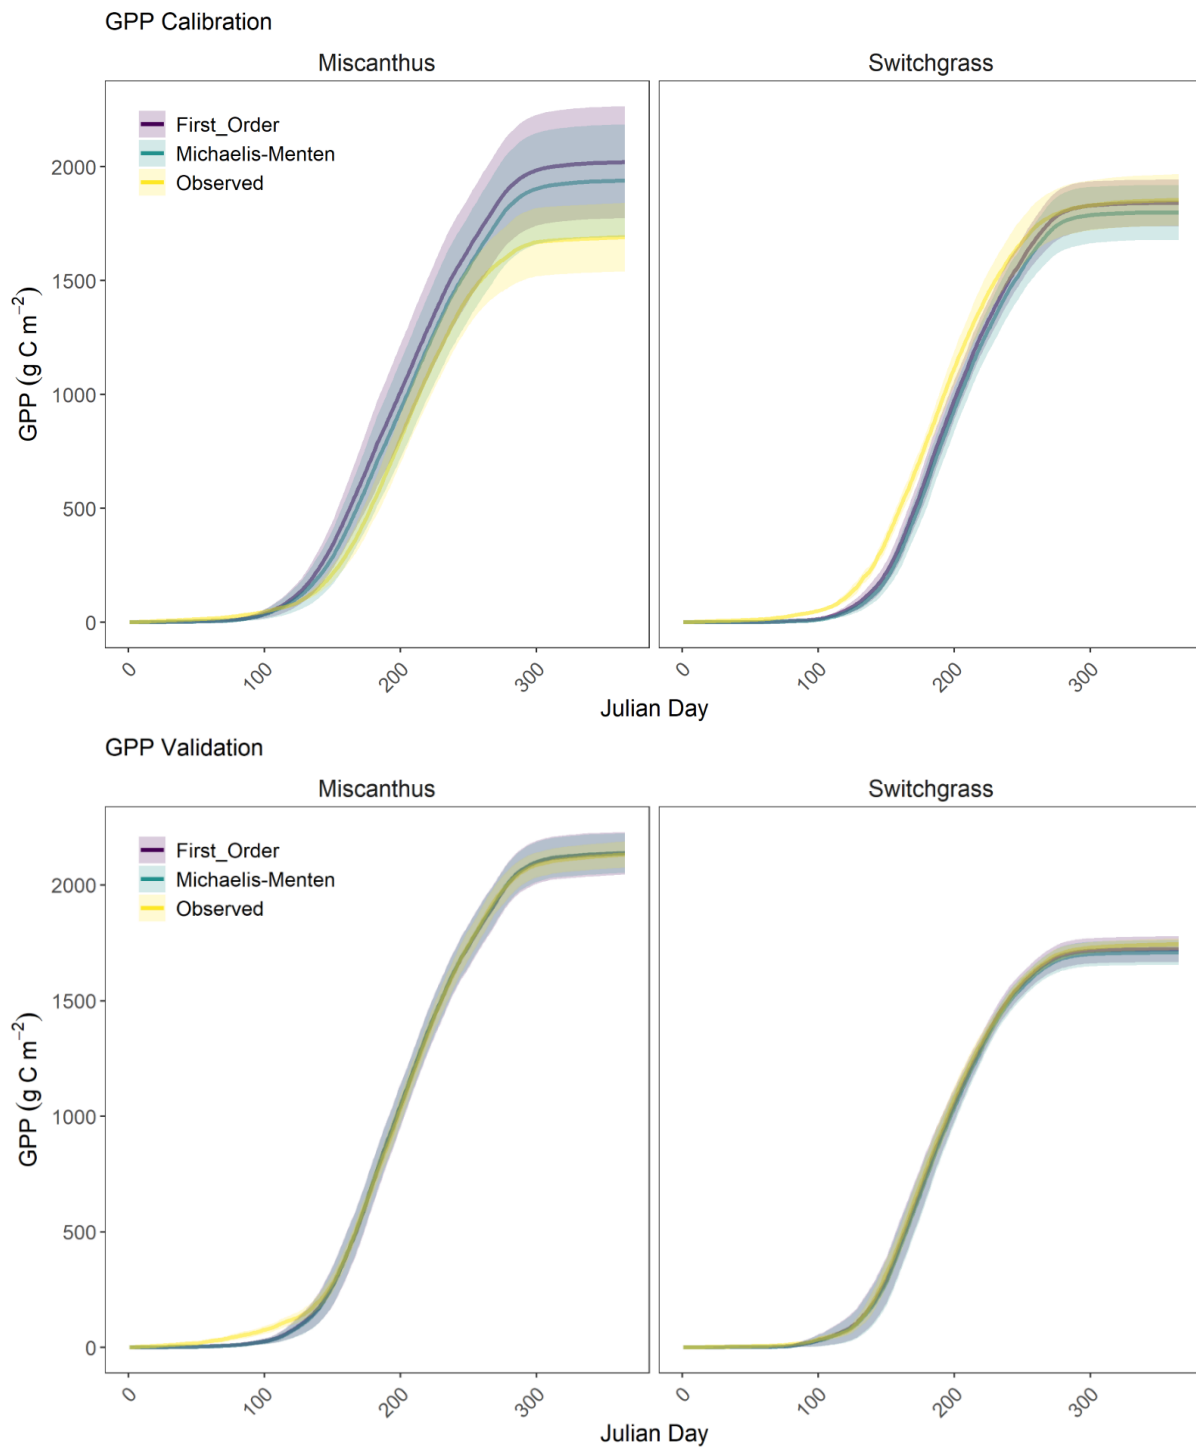 GPP Calibration
Miscanthus
Switchgrass
First_Order
Michaelis-Menten
Observed
GPP (g C m⁻²)
2000
1500
1000
500
0
0 100 200 300
0 100 200 300
Julian Day
GPP Validation
Miscanthus
Switchgrass
First_Order
Michaelis-Menten
Observed
GPP (g C m⁻²)
2000
1500
1000
500
0
0 100 200 300
0 100 200 300
Julian Day